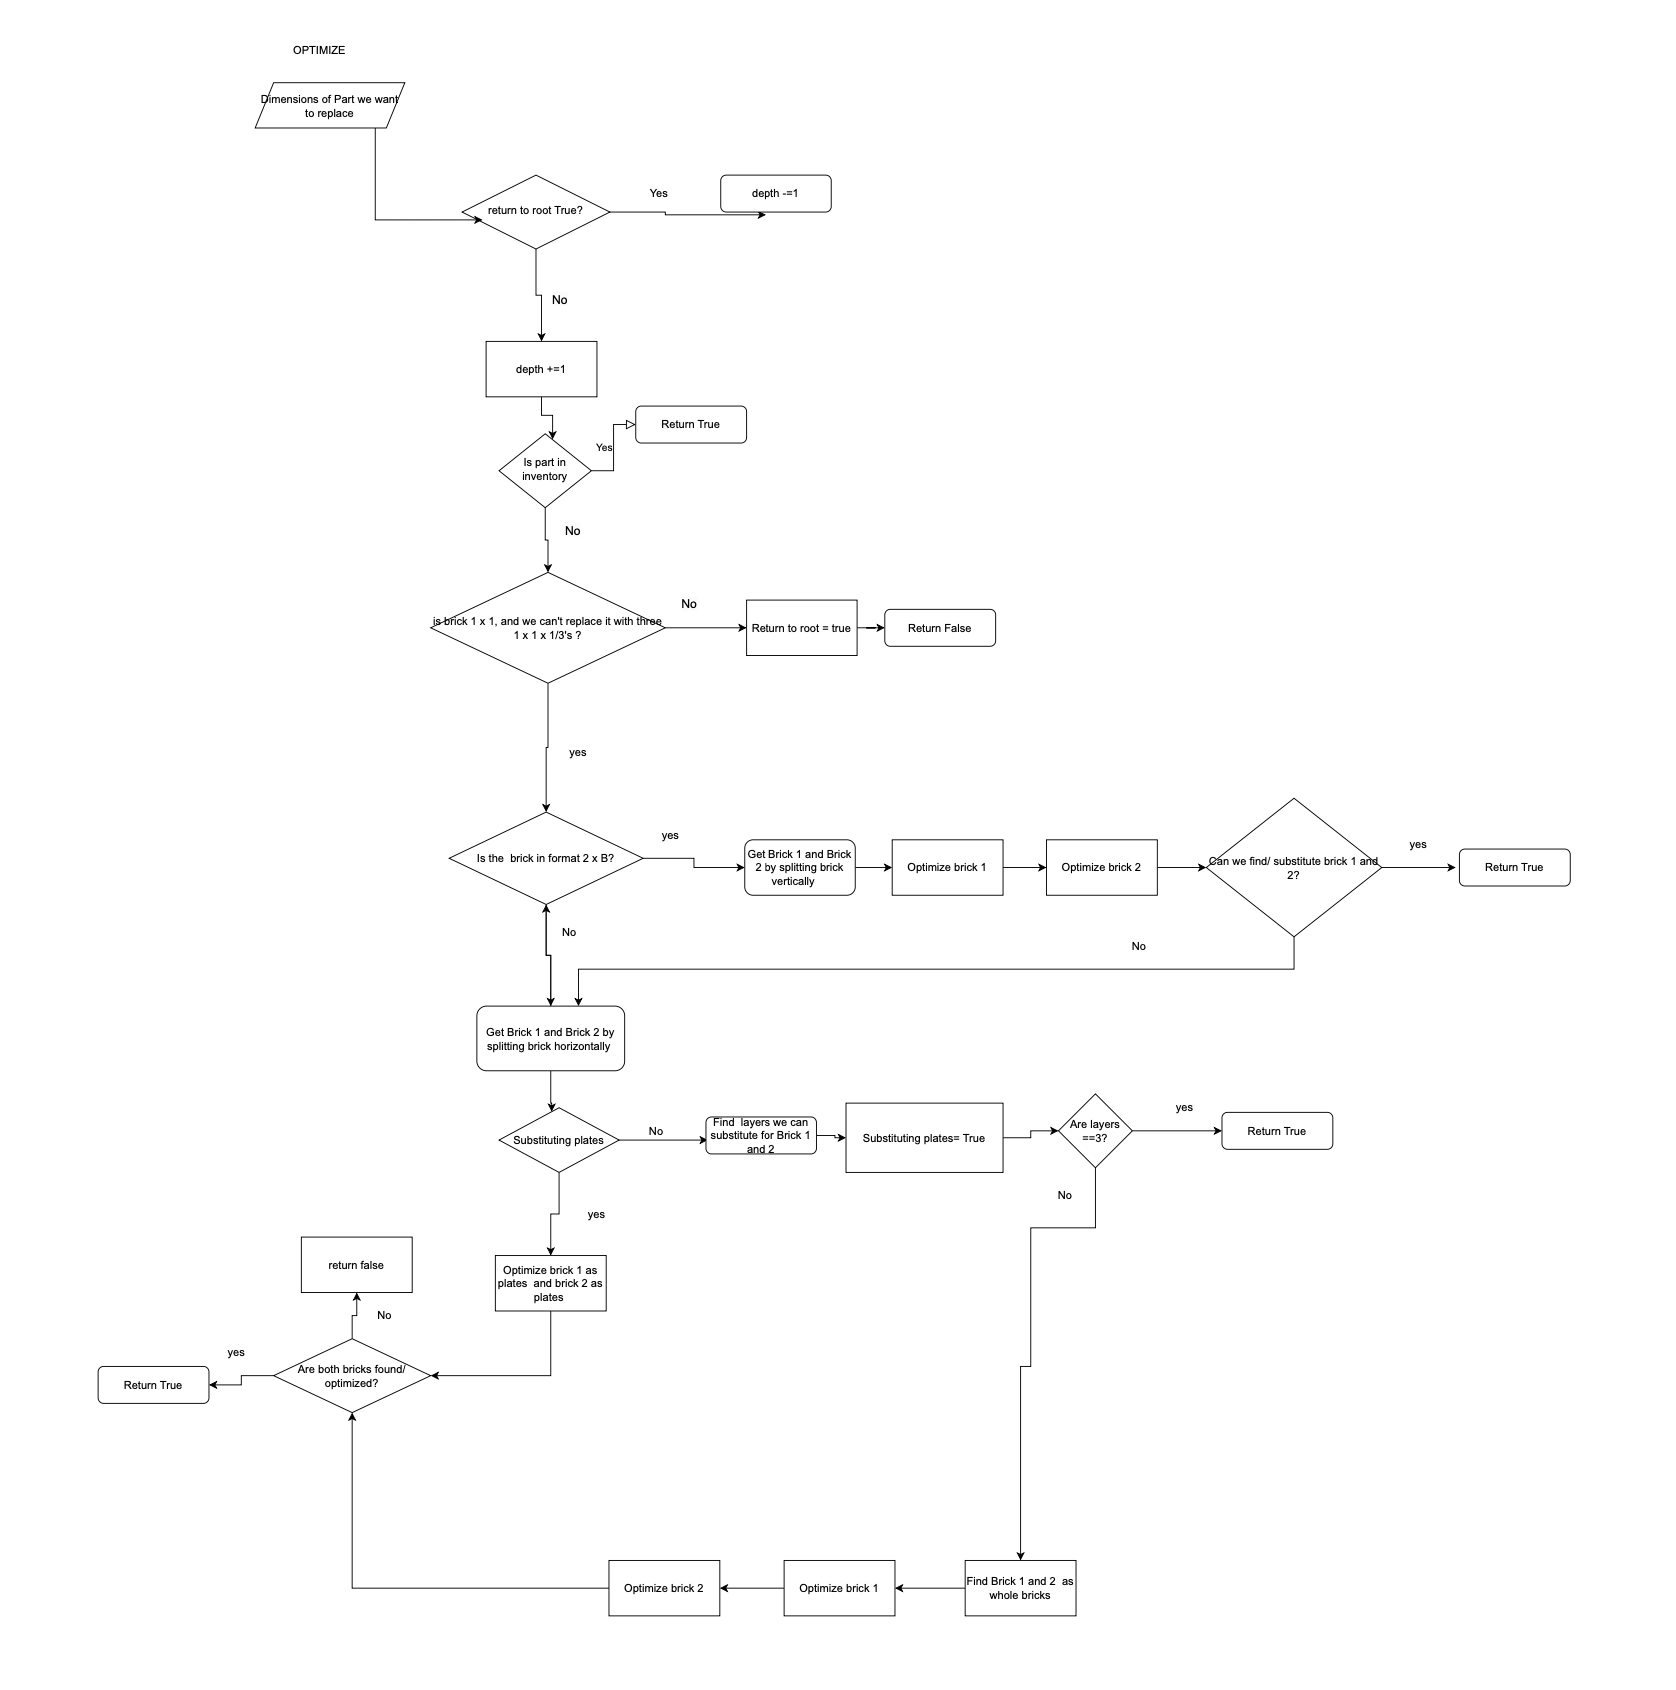 OPTIMIZE
Dimensions of Part we want
to replace
return to root True?
Yes
depth -=1
No
depth +=1
Is part in
inventory
Yes
Return True
No
is brick 1 x 1, and we can't replace it with three
1 x 1 x 1/3's ?
No
Return to root = true
Return False
yes
Is the brick in format 2 x B?
yes
Get Brick 1 and Brick
2 by splitting brick
vertically
Optimize brick 1
Optimize brick 2
Can we find/ substitute brick 1 and
2?
yes
Return True
No
No
Get Brick 1 and Brick 2 by
splitting brick horizontally
Substituting plates
No
Find layers we can
substitute for Brick 1
and 2
Substituting plates= True
Are layers
==3?
yes
Return True
No
yes
Optimize brick 1 as
plates and brick 2 as
plates
return false
No
Are both bricks found/
optimized?
yes
Return True
Find Brick 1 and 2 as
whole bricks
Optimize brick 1
Optimize brick 2